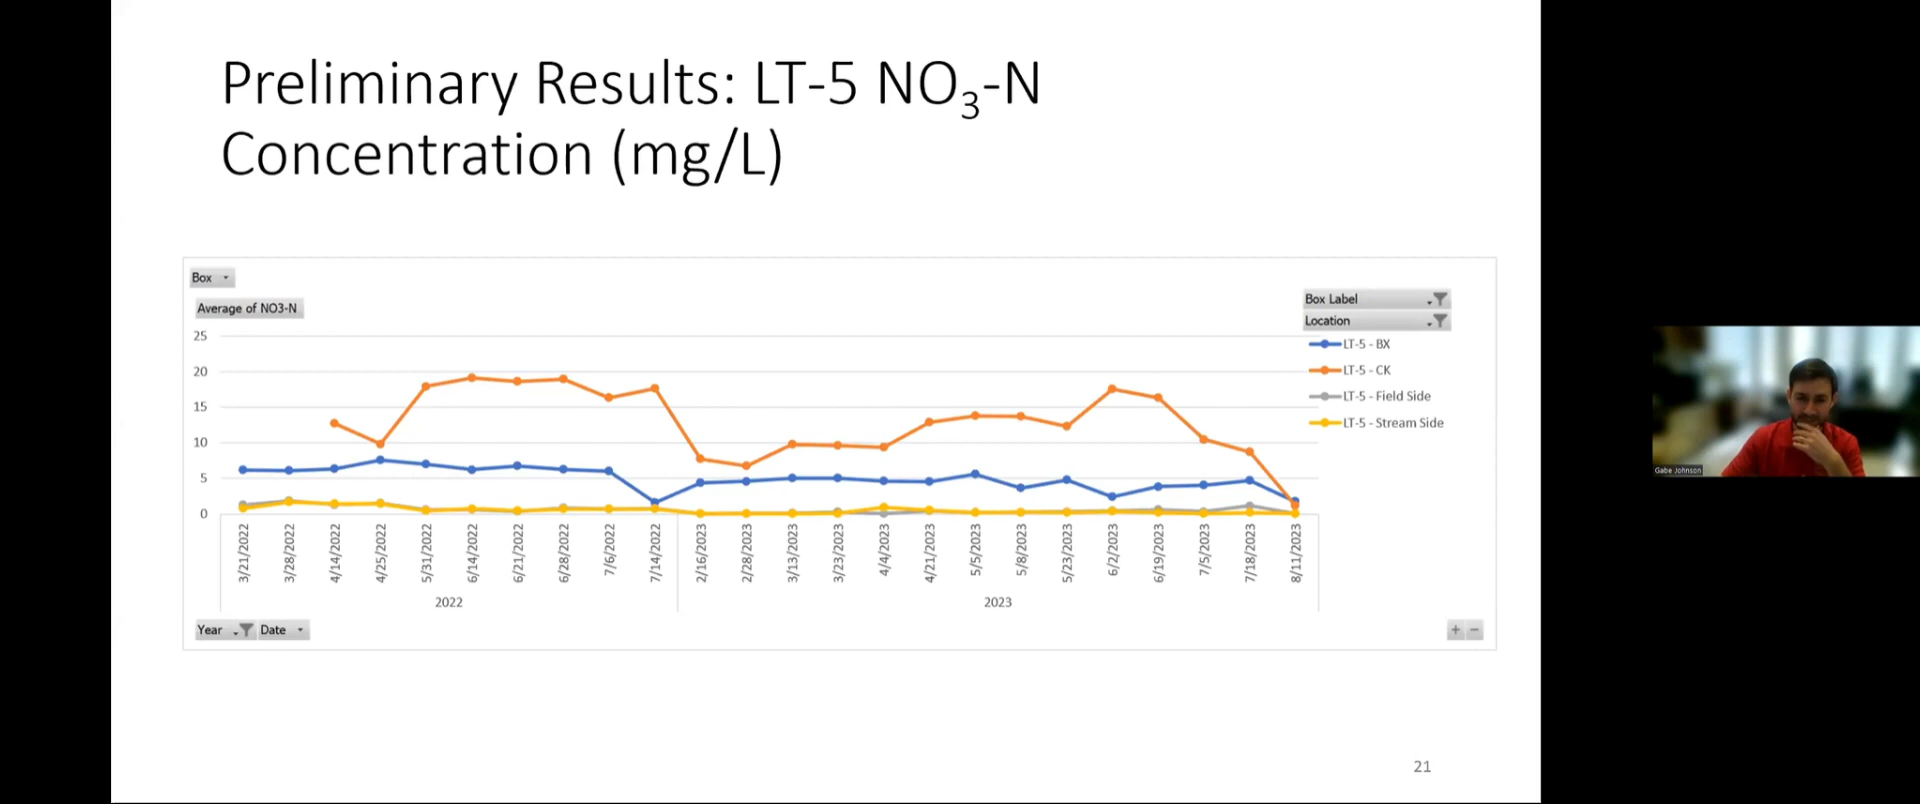 Preliminary Results: LT-5 NO₃-N
Concentration (mg/L)
Box
Average of NO3-N
25
20
15
10
5
0
3/21/2022
3/28/2022
4/14/2022
4/25/2022
5/31/2022
6/14/2022
6/21/2022
6/28/2022
7/6/2022
7/14/2022
2/16/2023
2/28/2023
3/13/2023
3/23/2023
4/4/2023
4/21/2023
5/5/2023
5/8/2023
5/23/2023
6/2/2023
6/19/2023
7/5/2023
7/18/2023
8/11/2023
2022
2023
Year
Date
Box Label
Location
LT-5 - BX
LT-5 - CK
LT-5 - Field Side
LT-5 - Stream Side
+ −
21
Gabe Johnson